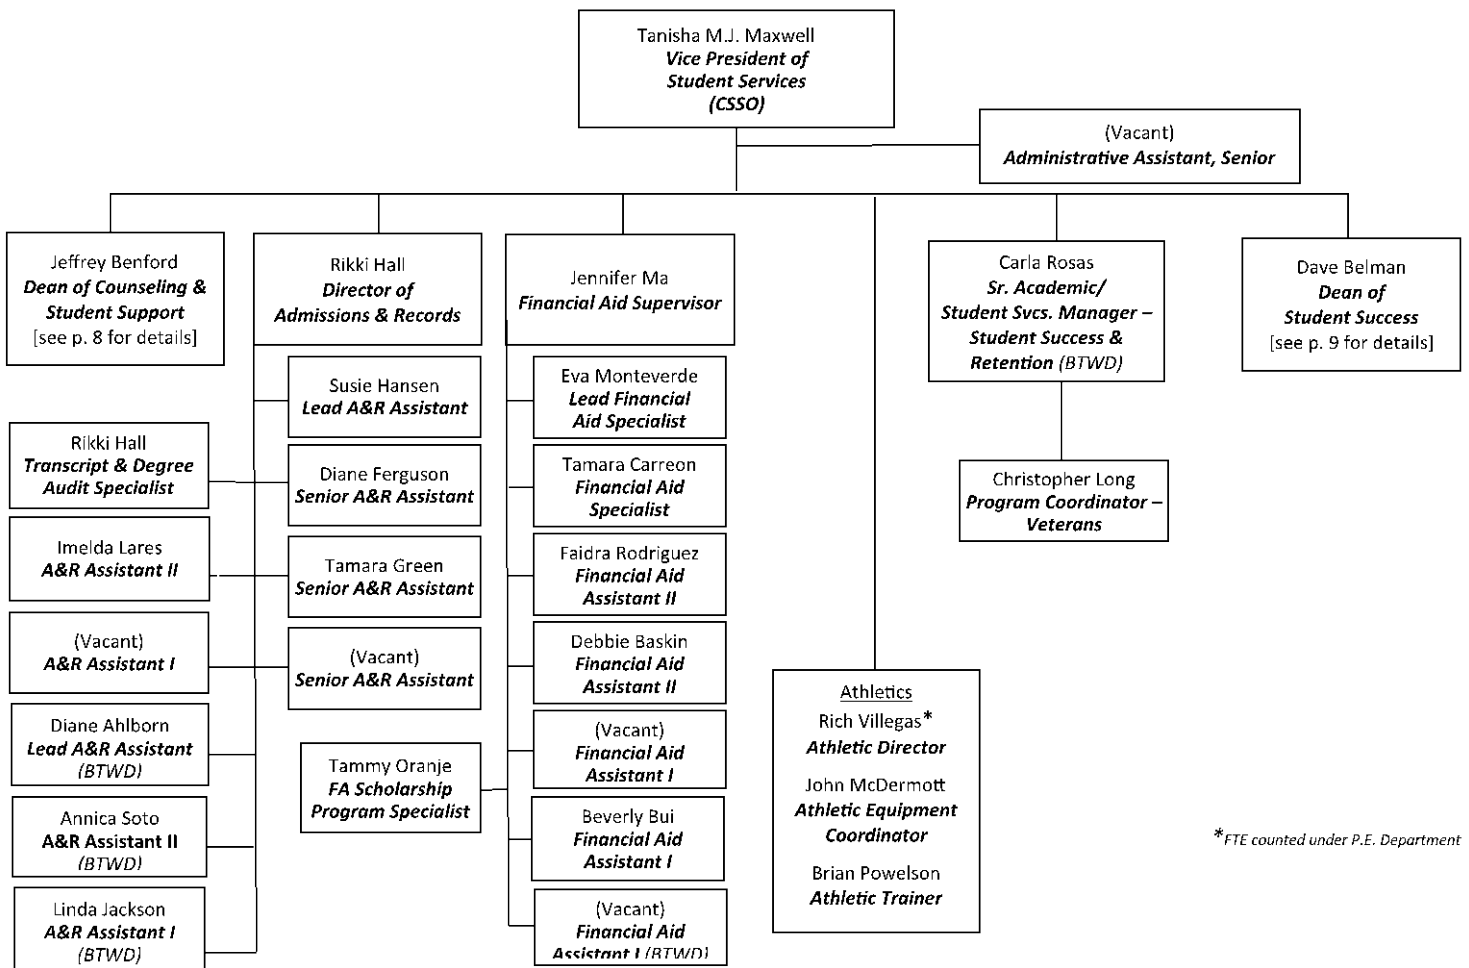 Tanisha M.J. Maxwell
Vice President of
Student Services
(CSSO)
(Vacant)
Administrative Assistant, Senior
Jeffrey Benford
Dean of Counseling &
Student Support
[see p. 8 for details]
Rikki Hall
Director of
Admissions & Records
Jennifer Ma
Financial Aid Supervisor
Carla Rosas
Sr. Academic/
Student Svcs. Manager –
Student Success &
Retention (BTWD)
Dave Belman
Dean of
Student Success
[see p. 9 for details]
Rikki Hall
Transcript & Degree
Audit Specialist
Imelda Lares
A&R Assistant II
(Vacant)
A&R Assistant I
Diane Ahlborn
Lead A&R Assistant
(BTWD)
Annica Soto
A&R Assistant II
(BTWD)
Linda Jackson
A&R Assistant I
(BTWD)
Susie Hansen
Lead A&R Assistant
Diane Ferguson
Senior A&R Assistant
Tamara Green
Senior A&R Assistant
(Vacant)
Senior A&R Assistant
Tammy Oranje
FA Scholarship
Program Specialist
Eva Monteverde
Lead Financial
Aid Specialist
Tamara Carreon
Financial Aid
Specialist
Faidra Rodriguez
Financial Aid
Assistant II
Debbie Baskin
Financial Aid
Assistant II
(Vacant)
Financial Aid
Assistant I
Beverly Bui
Financial Aid
Assistant I
(Vacant)
Financial Aid
Assistant I (BTWD)
Athletics
Rich Villegas*
Athletic Director
John McDermott
Athletic Equipment
Coordinator
Brian Powelson
Athletic Trainer
Christopher Long
Program Coordinator –
Veterans
*FTE counted under P.E. Department